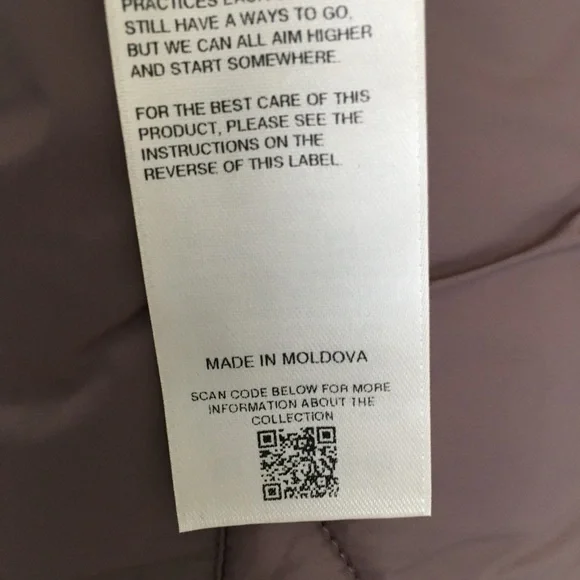 PRACTICES
STILL HAVE A WAYS TO GO,
BUT WE CAN ALL AIM HIGHER
AND START SOMEWHERE.
FOR THE BEST CARE OF THIS
PRODUCT, PLEASE SEE THE
INSTRUCTIONS ON THE
REVERSE OF THIS LABEL.
MADE IN MOLDOVA
SCAN CODE BELOW FOR MORE
INFORMATION ABOUT THE
COLLECTION